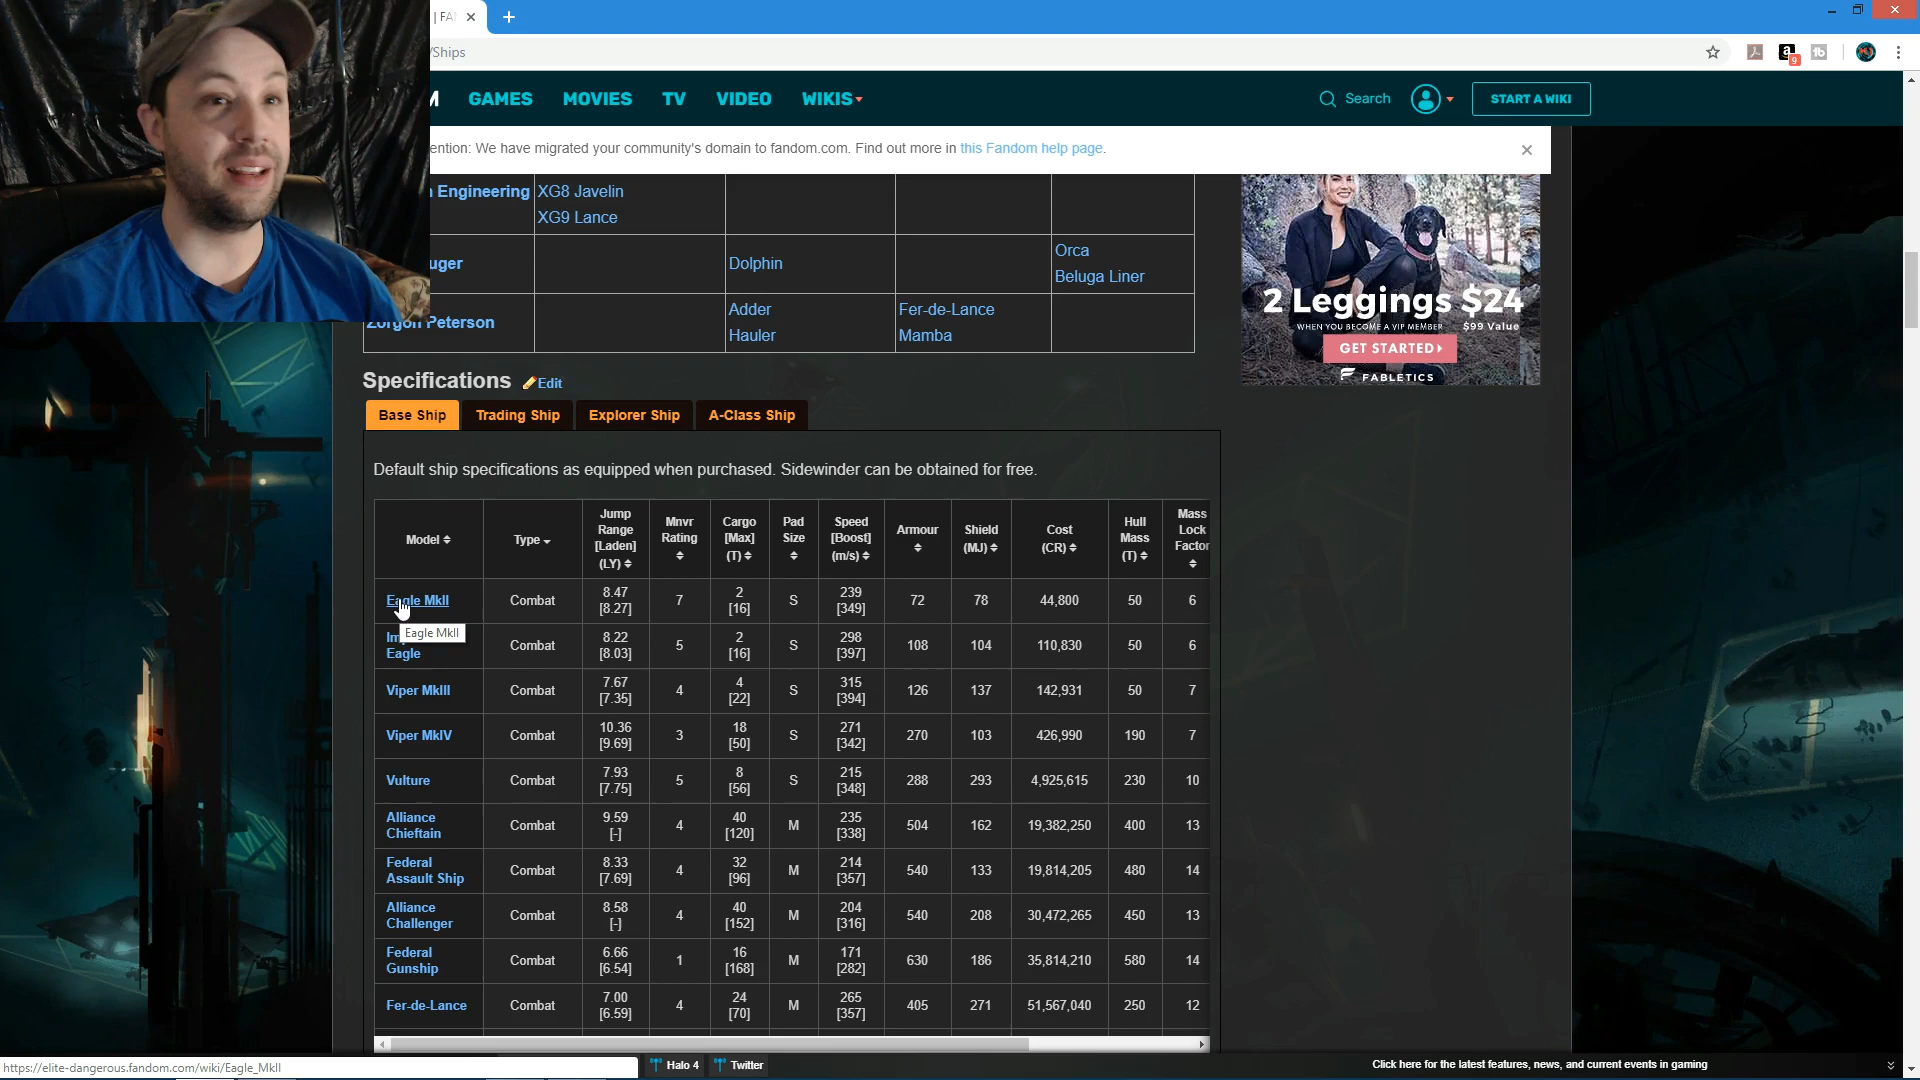 | FA
/Ships
9
M GAMES MOVIES TV VIDEO WIKIS Search START A WIKI
ention: We have migrated your community's domain to fandom.com. Find out more in this Fandom help page.
Engineering XG8 Javelin
XG9 Lance
uger Dolphin Orca
Beluga Liner
Zorgon Peterson Adder Fer-de-Lance
Hauler Mamba
2 Leggings $24
WHEN YOU BECOME A VIP MEMBER $99 Value
GET STARTED
FABLETICS
Specifications Edit
Base Ship Trading Ship Explorer Ship A-Class Ship
Default ship specifications as equipped when purchased. Sidewinder can be obtained for free.
Model Type Jump Range [Laden] (LY) Mnvr Rating Cargo [Max] (T) Pad Size Speed [Boost] (m/s) Armour Shield (MJ) Cost (CR) Hull Mass (T) Mass Lock Factor
Eagle MkII Combat 8.47 [8.27] 7 2 [16] S 239 [349] 72 78 44,800 50 6
Eagle MkII
Im Eagle Combat 8.22 [8.03] 5 2 [16] S 298 [397] 108 104 110,830 50 6
Viper MkIII Combat 7.67 [7.35] 4 4 [22] S 315 [394] 126 137 142,931 50 7
Viper MkIV Combat 10.36 [9.69] 3 18 [50] S 271 [342] 270 103 426,990 190 7
Vulture Combat 7.93 [7.75] 5 8 [56] S 215 [348] 288 293 4,925,615 230 10
Alliance Chieftain Combat 9.59 [-] 4 40 [120] M 235 [338] 504 162 19,382,250 400 13
Federal Assault Ship Combat 8.33 [7.69] 4 32 [96] M 214 [357] 540 133 19,814,205 480 14
Alliance Challenger Combat 8.58 [-] 4 40 [152] M 204 [316] 540 208 30,472,265 450 13
Federal Gunship Combat 6.66 [6.54] 1 16 [168] M 171 [282] 630 186 35,814,210 580 14
Fer-de-Lance Combat 7.00 [6.59] 4 24 [70] M 265 [357] 405 271 51,567,040 250 12
https://elite-dangerous.fandom.com/wiki/Eagle_MkII Halo 4 Twitter Click here for the latest features, news, and current events in gaming